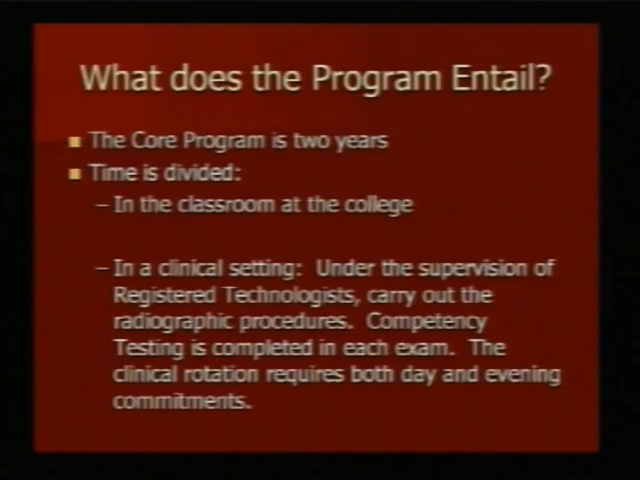 What does the Program Entail?
The Core Program is two years
Time is divided:
– In the classroom at the college
– In a clinical setting:  Under the supervision of
Registered Technologists, carry out the
radiographic procedures.  Competency
Testing is completed in each exam.  The
clinical rotation requires both day and evening
commitments.